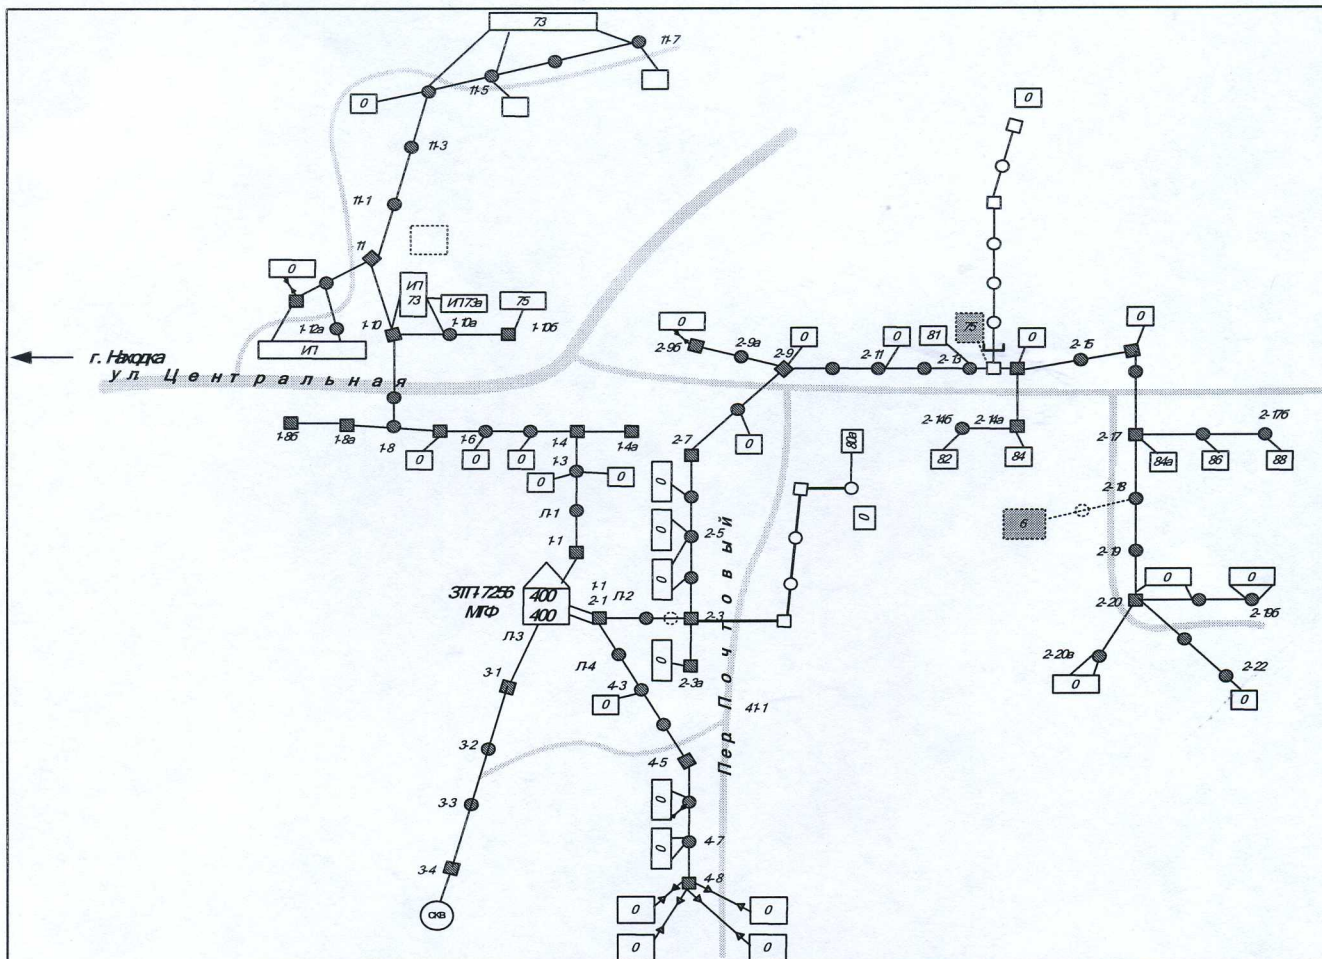 73
11-7
11-5
0
0
11-3
11-1
11
0
ИП
73
ИП 73а
75
1-10
1-10а
1-10б
1-12а
ИП
75
0
0
0
0
81
0
2-9б
2-9а
2-9
2-11
2-13
2-15
г. Находка
ул. Центральная
1-8б
1-8а
1-8
1-6
1-4
1-4а
0
0
0
2-7
0
80а
2-14б
2-14а
2-17
2-17б
82
84
84а
86
88
1-3
0
0
0
Л-1
0
2-5
2-18
6
1-1
0
2-19
ЗТП-7256
МГФ
400
400
1-1
2-1
Л-2
0
2-3
2-20
0
0
2-19б
Л-3
Л-4
0
2-3а
2-20а
0
2-22
0
3-1
4-3
0
41-1
Пер Почтовый
3-2
4-5
3-3
0
0
4-7
3-4
4-8
скв
0
0
0
0